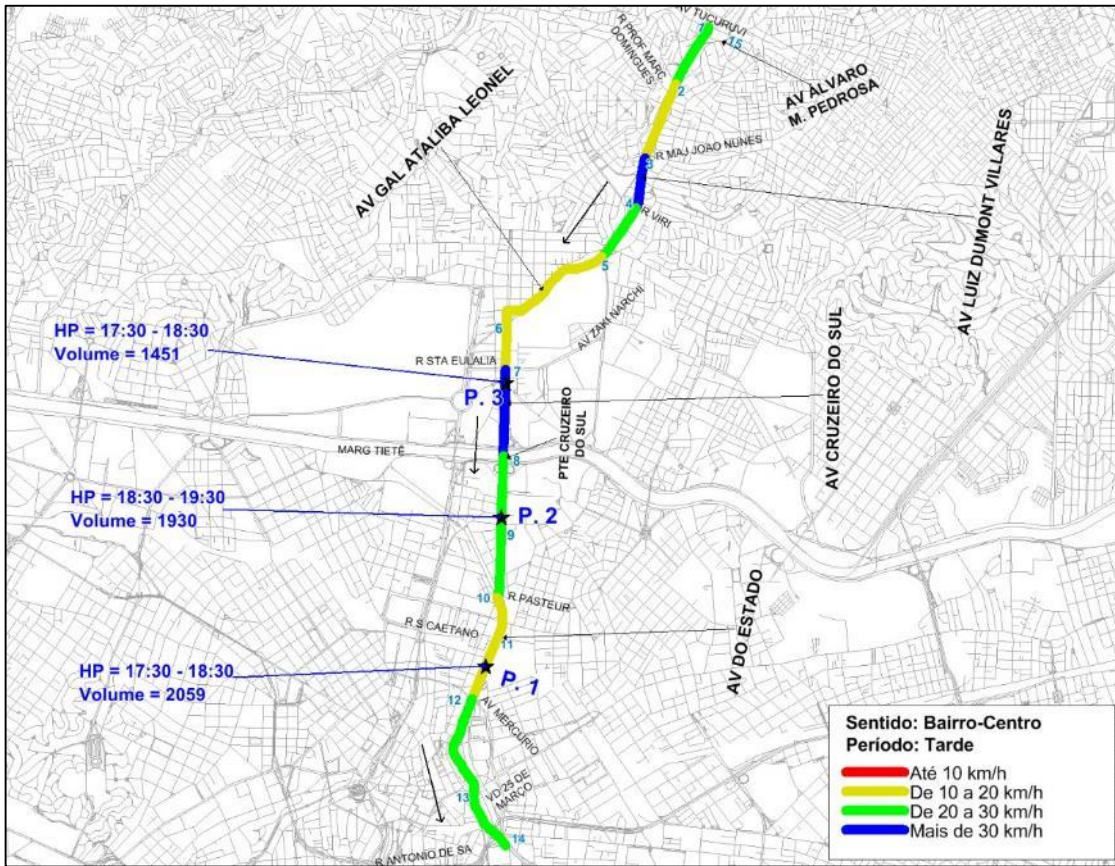 AV TUCURUVI
1
15
R PROF MARC
DOMINGUES
2
AV ÁLVARO
M. PEDROSA
AV GAL ATALIBA LEONEL
R MAJ JOAO NUNES
3
AV LUIZ DUMONT VILLARES
4
R VIRI
5
6
AV ZAKI NARCHI
HP = 17:30 - 18:30
Volume = 1451
R STA EULALIA
7
P. 3
PTE CRUZEIRO
DO SUL
AV CRUZEIRO DO SUL
MARG TIETÊ
8
HP = 18:30 - 19:30
Volume = 1930
P. 2
9
10
R PASTEUR
R S CAETANO
11
AV DO ESTADO
HP = 17:30 - 18:30
Volume = 2059
P. 1
12
AV MERCURIO
13
VD 25 DE
MARÇO
14
R ANTONIO DE SA
Sentido: Bairro-Centro
Período: Tarde
Até 10 km/h
De 10 a 20 km/h
De 20 a 30 km/h
Mais de 30 km/h